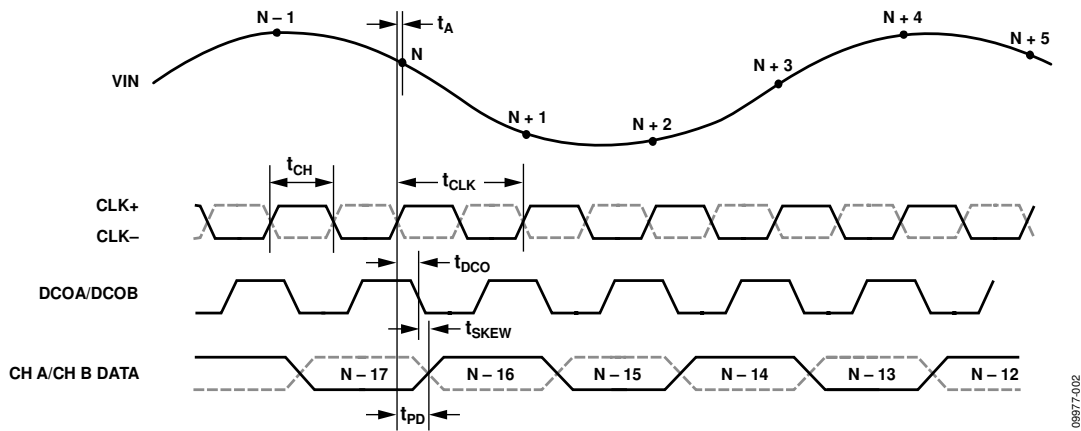 N – 1
t_A
N
N + 4
N + 5
N + 3
VIN
N + 1
N + 2
t_CH
t_CLK
CLK+
CLK–
t_DCO
DCOA/DCOB
t_SKEW
CH A/CH B DATA
N – 17
N – 16
N – 15
N – 14
N – 13
N – 12
t_PD
09977-002